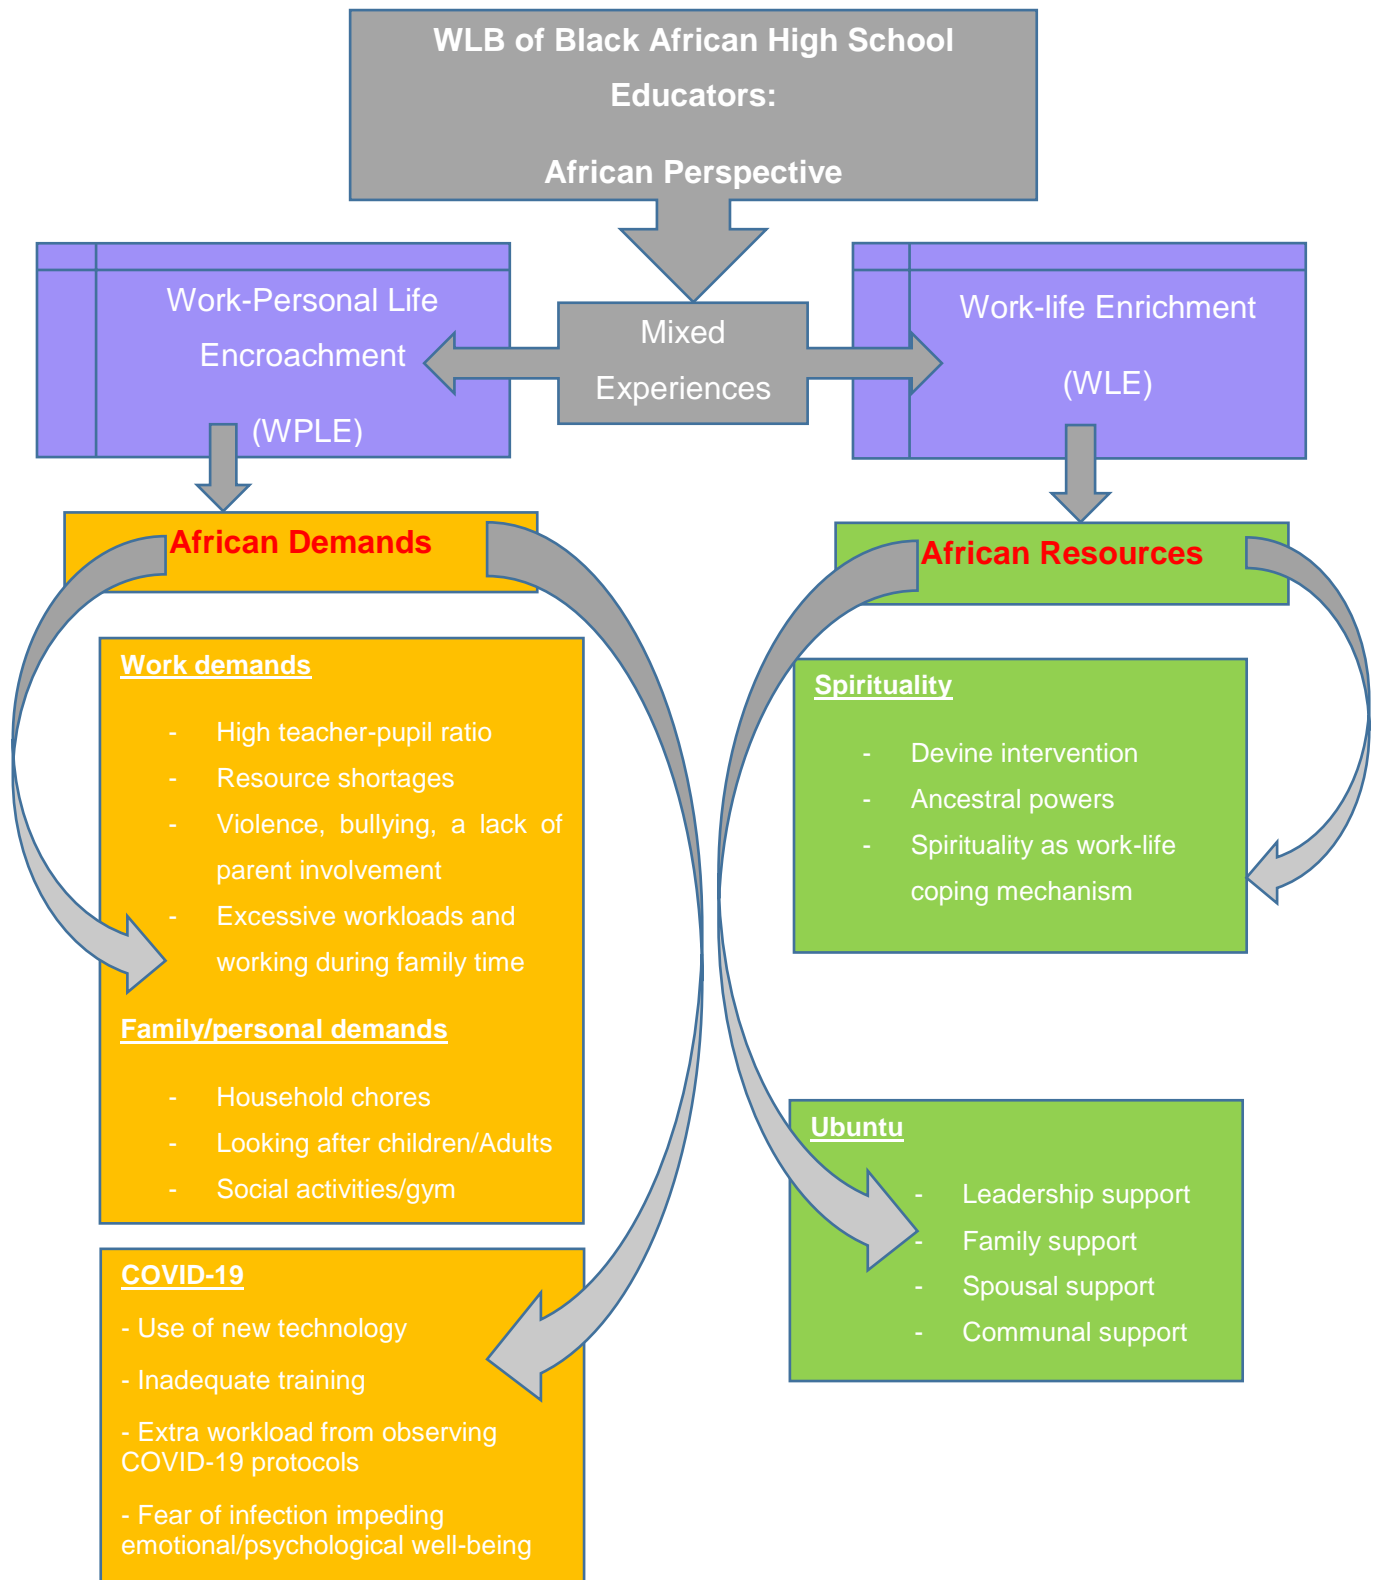 WLB of Black African High School
Educators:
African Perspective
Work-Personal Life
Encroachment
(WPLE)
Mixed
Experiences
Work-life Enrichment
(WLE)
African Demands
Work demands
- High teacher-pupil ratio
- Resource shortages
- Violence, bullying, a lack of
parent involvement
- Excessive workloads and
working during family time
Family/personal demands
- Household chores
- Looking after children/Adults
- Social activities/gym
COVID-19
- Use of new technology
- Inadequate training
- Extra workload from observing
COVID-19 protocols
- Fear of infection impeding
emotional/psychological well-being
African Resources
Spirituality
- Devine intervention
- Ancestral powers
- Spirituality as work-life
coping mechanism
Ubuntu
- Leadership support
- Family support
- Spousal support
- Communal support